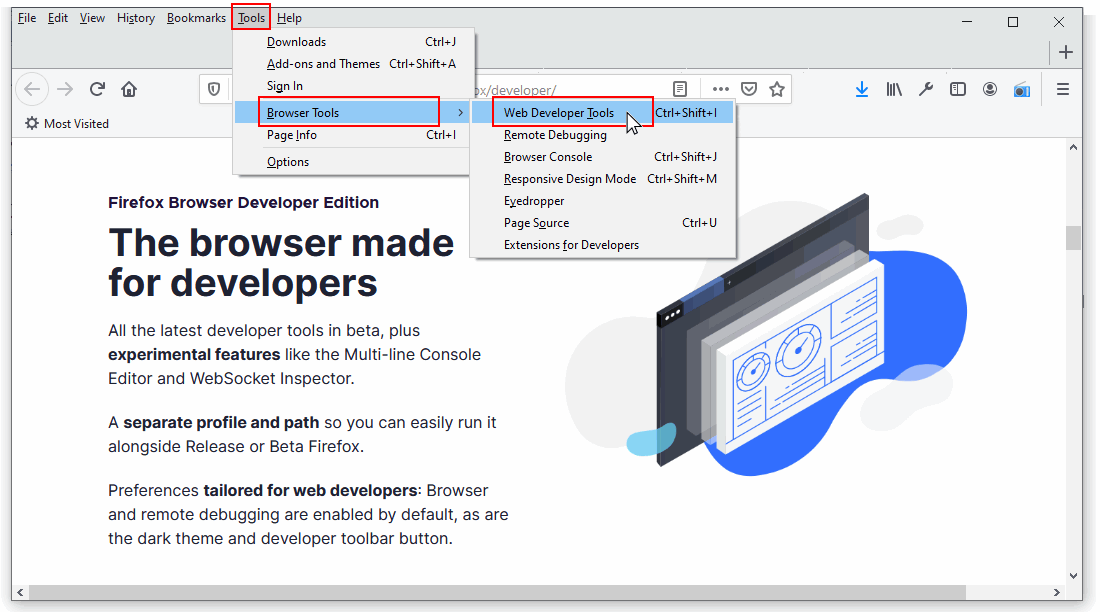 File Edit View History Bookmarks Tools Help
Downloads Ctrl+J
Add-ons and Themes Ctrl+Shift+A
Sign In
Browser Tools
Page Info Ctrl+I
Options
/developer/
Web Developer Tools Ctrl+Shift+I
Remote Debugging
Browser Console Ctrl+Shift+J
Responsive Design Mode Ctrl+Shift+M
Eyedropper
Page Source Ctrl+U
Extensions for Developers
Most Visited
Firefox Browser Developer Edition
The browser made
for developers
All the latest developer tools in beta, plus
experimental features like the Multi-line Console
Editor and WebSocket Inspector.
A separate profile and path so you can easily run it
alongside Release or Beta Firefox.
Preferences tailored for web developers: Browser
and remote debugging are enabled by default, as are
the dark theme and developer toolbar button.